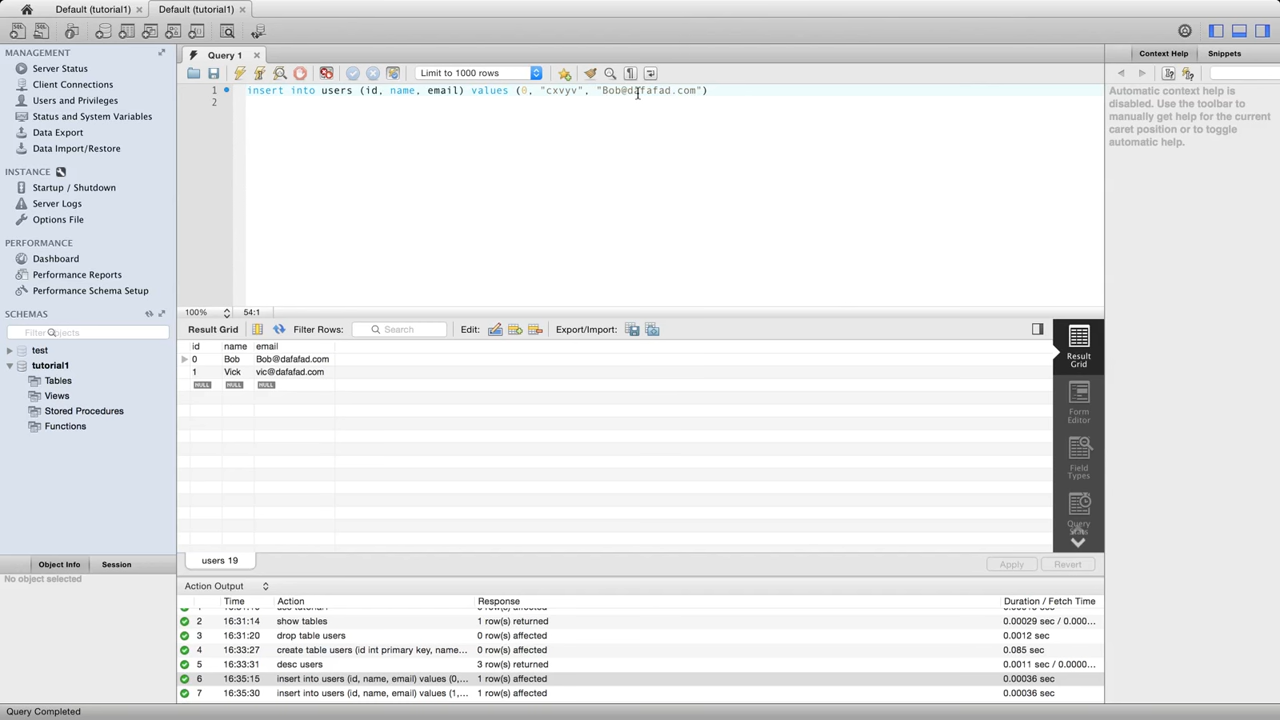 Default (tutorial1) Default (tutorial1)
MANAGEMENT
Server Status
Client Connections
Users and Privileges
Status and System Variables
Data Export
Data Import/Restore
INSTANCE
Startup / Shutdown
Server Logs
Options File
PERFORMANCE
Dashboard
Performance Reports
Performance Schema Setup
SCHEMAS
Filter objects
test
tutorial1
Tables
Views
Stored Procedures
Functions
Object Info Session
No object selected
Query 1
Limit to 1000 rows
1 insert into users (id, name, email) values (0, "cxvyv", "Bob@dafafad.com")
2
100% 54:1
Result Grid Filter Rows: Search Edit: Export/Import:
id name email
0 Bob Bob@dafafad.com
1 Vick vic@dafafad.com
NULL NULL NULL
Result Grid
Form Editor
Field Types
Query Stats
users 19
Apply Revert
Action Output
Time Action Response Duration / Fetch Time
2 16:31:14 show tables 1 row(s) returned 0.00029 sec / 0.000...
3 16:31:20 drop table users 0 row(s) affected 0.0012 sec
4 16:33:27 create table users (id int primary key, name... 0 row(s) affected 0.085 sec
5 16:33:31 desc users 3 row(s) returned 0.0011 sec / 0.0000...
6 16:35:15 insert into users (id, name, email) values (0,... 1 row(s) affected 0.00036 sec
7 16:35:30 insert into users (id, name, email) values (1,... 1 row(s) affected 0.00036 sec
Context Help Snippets
Automatic context help is
disabled. Use the toolbar to
manually get help for the current
caret position or to toggle
automatic help.
Query Completed